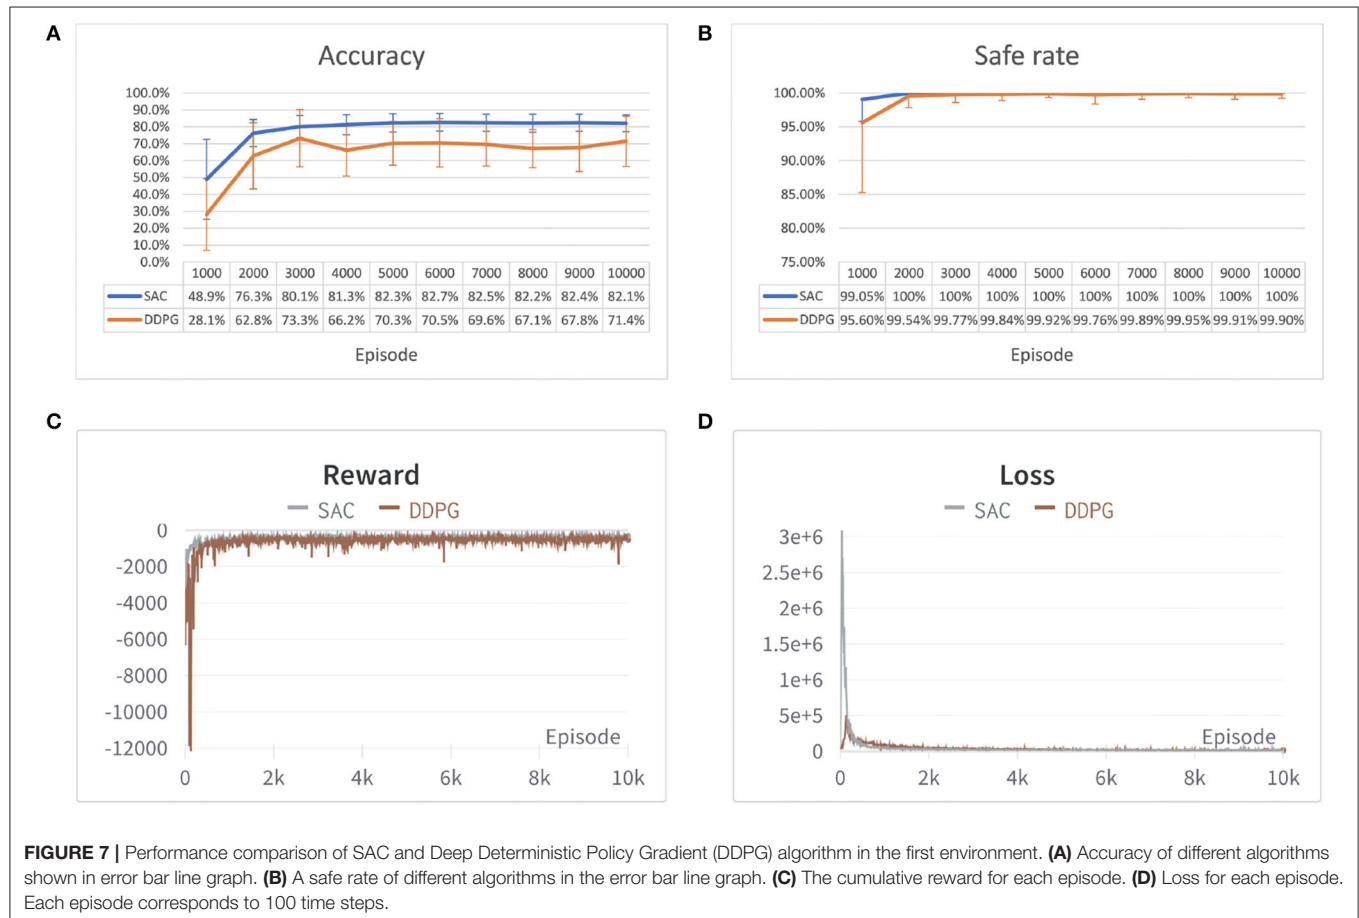 A
Accuracy
100.0%
90.0%
80.0%
70.0%
60.0%
50.0%
40.0%
30.0%
20.0%
10.0%
0.0%
1000 2000 3000 4000 5000 6000 7000 8000 9000 10000
SAC 48.9% 76.3% 80.1% 81.3% 82.3% 82.7% 82.5% 82.2% 82.4% 82.1%
DDPG 28.1% 62.8% 73.3% 66.2% 70.3% 70.5% 69.6% 67.1% 67.8% 71.4%
Episode
B
Safe rate
100.00%
95.00%
90.00%
85.00%
80.00%
75.00%
1000 2000 3000 4000 5000 6000 7000 8000 9000 10000
SAC 99.05% 100% 100% 100% 100% 100% 100% 100% 100% 100%
DDPG 95.60% 99.54% 99.77% 99.84% 99.92% 99.76% 99.89% 99.95% 99.91% 99.90%
Episode
C
Reward
SAC DDPG
0
-2000
-4000
-6000
-8000
-10000
-12000
Episode
0 2k 4k 6k 8k 10k
D
Loss
SAC DDPG
3e+6
2.5e+6
2e+6
1.5e+6
1e+6
5e+5
0
Episode
0 2k 4k 6k 8k 10k
FIGURE 7 | Performance comparison of SAC and Deep Deterministic Policy Gradient (DDPG) algorithm in the first environment. (A) Accuracy of different algorithms
shown in error bar line graph. (B) A safe rate of different algorithms in the error bar line graph. (C) The cumulative reward for each episode. (D) Loss for each episode.
Each episode corresponds to 100 time steps.